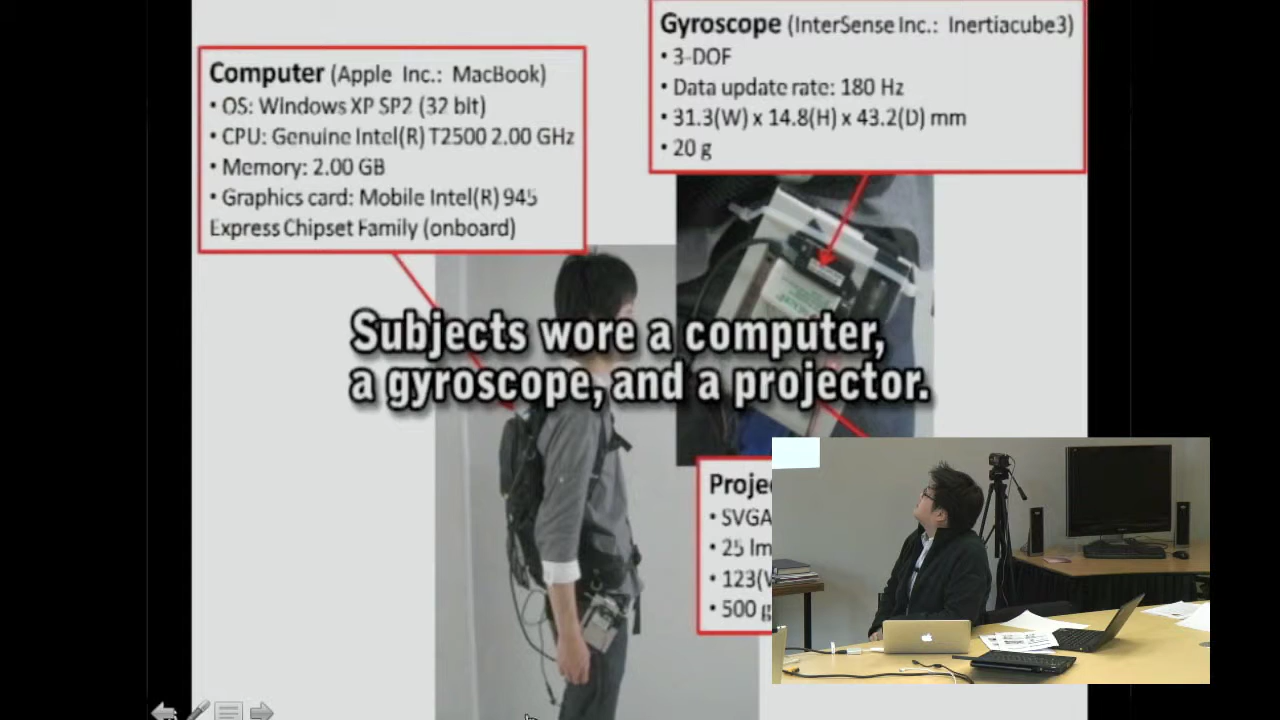 Computer (Apple Inc.: MacBook)
• OS: Windows XP SP2 (32 bit)
• CPU: Genuine Intel(R) T2500 2.00 GHz
• Memory: 2.00 GB
• Graphics card: Mobile Intel(R) 945
Express Chipset Family (onboard)
Gyroscope (InterSense Inc.: Inertiacube3)
• 3-DOF
• Data update rate: 180 Hz
• 31.3(W) x 14.8(H) x 43.2(D) mm
• 20 g
Subjects wore a computer,
a gyroscope, and a projector.
Proje
• SVGA
• 25 lm
• 123(
• 500 g